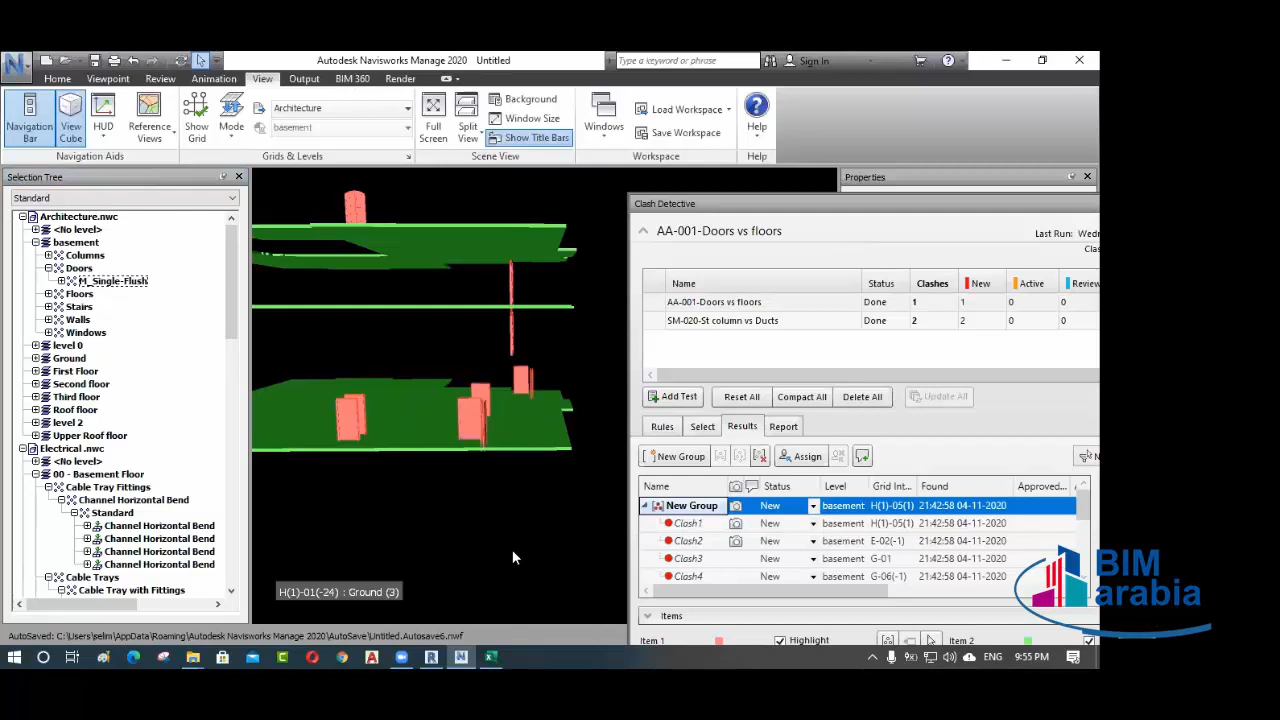 Autodesk Navisworks Manage 2020 Untitled
Type a keyword or phrase
Sign In
Home Viewpoint Review Animation View Output BIM 360 Render
Navigation Bar
View Cube
HUD
Reference Views
Navigation Aids
Show Grid
Mode
Architecture
basement
Grids & Levels
Full Screen
Split View
Background
Window Size
Show Title Bars
Scene View
Windows
Load Workspace
Save Workspace
Workspace
Help
Help
Selection Tree
Standard
Architecture.nwc
<No level>
basement
Columns
Doors
M_Single-Flush
Floors
Stairs
Walls
Windows
level 0
Ground
First Floor
Second floor
Third floor
Roof floor
level 2
Upper Roof floor
Electrical .nwc
<No level>
00 - Basement Floor
Cable Tray Fittings
Channel Horizontal Bend
Standard
Channel Horizontal Bend
Channel Horizontal Bend
Channel Horizontal Bend
Channel Horizontal Bend
Cable Trays
Cable Tray with Fittings
H(1)-01(-24) : Ground (3)
Properties
Clash Detective
AA-001-Doors vs floors
Last Run: Wedn
Clas
Name Status Clashes New Active Review
AA-001-Doors vs floors Done 1 1 0 0
SM-020-St column vs Ducts Done 2 2 0 0
Add Test Reset All Compact All Delete All Update All
Rules Select Results Report
New Group Assign N
Name Status Level Grid Int... Found Approved...
New Group New basement H(1)-05(1) 21:42:58 04-11-2020
Clash1 New basement H(1)-05(1) 21:42:58 04-11-2020
Clash2 New basement E-02(-1) 21:42:58 04-11-2020
Clash3 New basement G-01 21:42:58 04-11-2020
Clash4 New basement G-06(-1) 21:42:58 04-11-2020
Items
Item 1 Highlight Item 2
BIM
arabia
AutoSaved: C:\users\selim\AppData\Roaming\Autodesk Navisworks Manage 2020\AutoSave\Untitled.Autosave6.nwf
ENG 9:55 PM